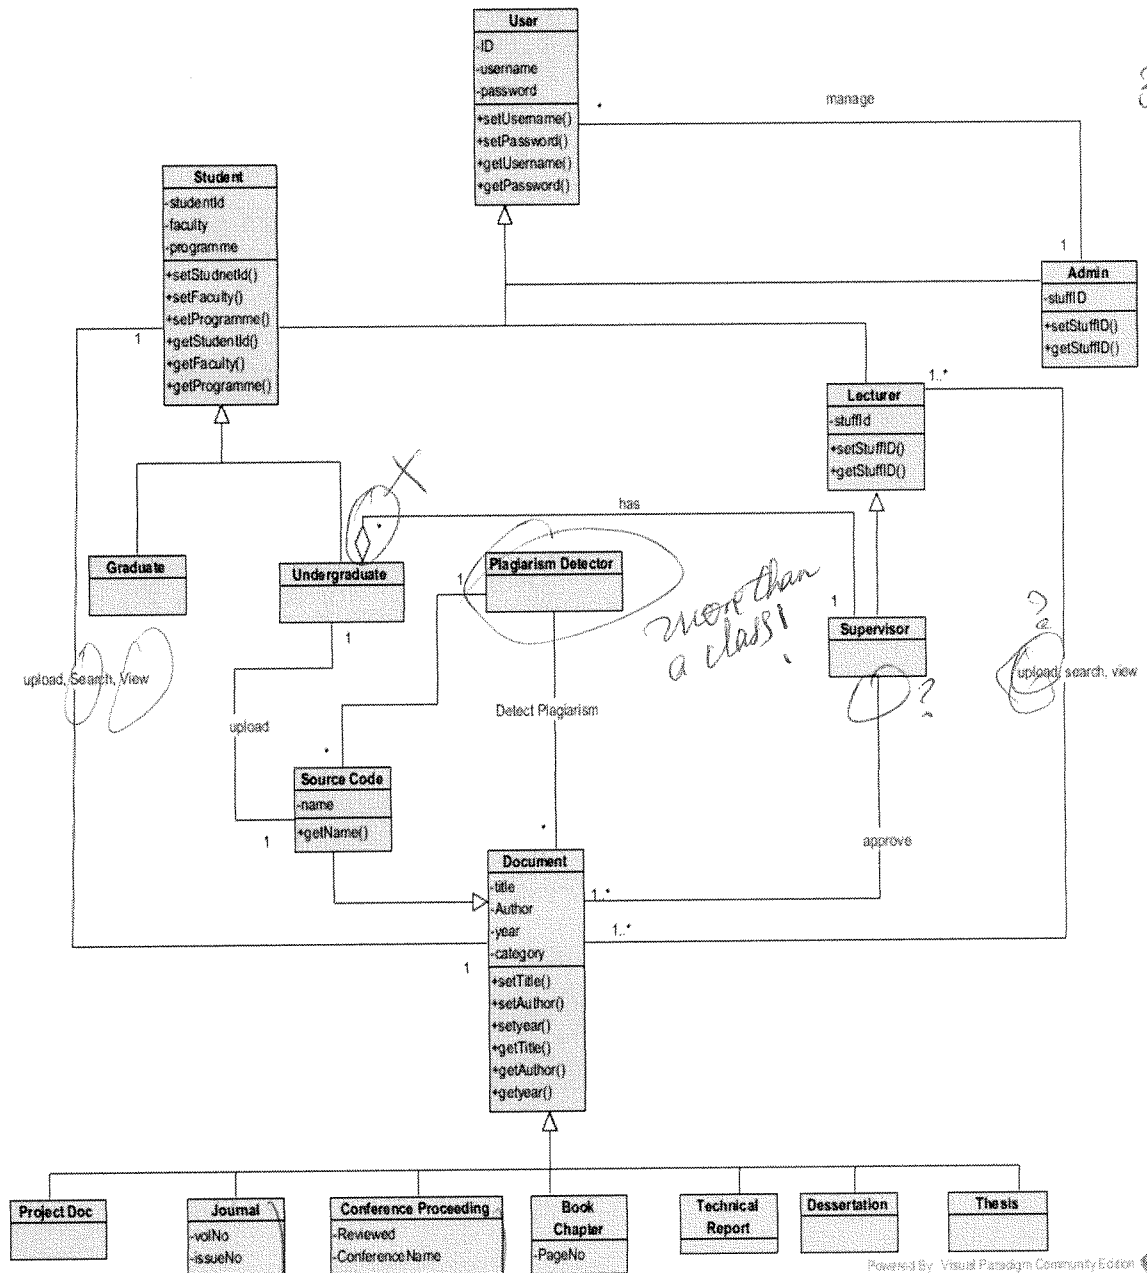 User
-ID
-username
-password
+setUsername()
+setPassword()
+getUsername()
+getPassword()
*
manage
1
Student
-studentId
-faculty
-programme
+setStudnetId()
+setFaculty()
+setProgramme()
+getStudentId()
+getFaculty()
+getProgramme()
1
Admin
-stuffID
+setStuffID()
+getStuffID()
1..*
Lecturer
-stuffId
+setStuffID()
+getStuffID()
has
*
Graduate
Undergraduate
1
Plagiarism Detector
1
more than
a class!
1
Supervisor
?
?
1
upload, Search, View
upload, search, view
upload
Detect Plagiarism
*
Source Code
-name
+getName()
1
*
approve
Document
-title
-Author
-year
-category
+setTitle()
+setAuthor()
+setyear()
+getTitle()
+getAuthor()
+getyear()
1..*
1..*
1
Project Doc
Journal
-volNo
-issueNo
Conference Proceeding
-Reviewed
-ConferenceName
Book
Chapter
-PageNo
Technical
Report
Dessertation
Thesis
Powered By Visual Paradigm Community Edition